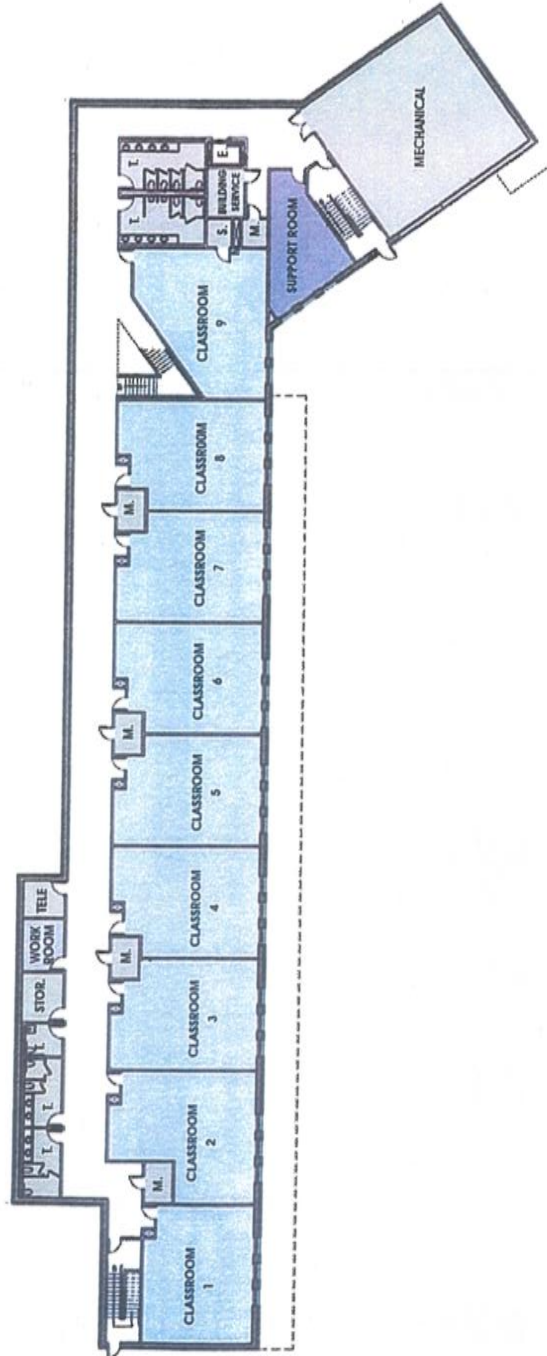 MECHANICAL
T.
T.
E.
BUILDING
SERVICE
S.
M.
SUPPORT ROOM
CLASSROOM
9
CLASSROOM
8
M.
CLASSROOM
7
CLASSROOM
6
M.
CLASSROOM
5
CLASSROOM
4
M.
CLASSROOM
3
CLASSROOM
2
M.
CLASSROOM
1
TELE
WORK
ROOM
STOR.
T.
T.
T.